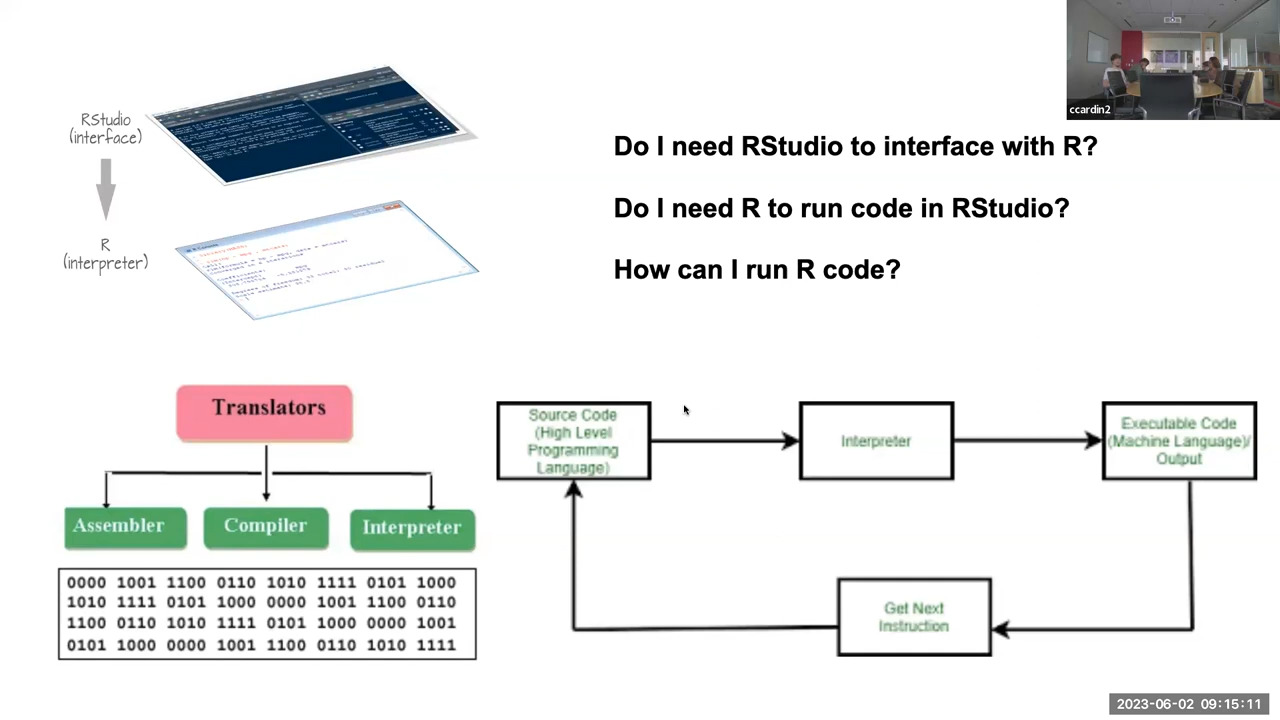 ccardin2
RStudio
(interface)
R
(interpreter)
Do I need RStudio to interface with R?
Do I need R to run code in RStudio?
How can I run R code?
Translators
Assembler
Compiler
Interpreter
0000 1001 1100 0110 1010 1111 0101 1000
1010 1111 0101 1000 0000 1001 1100 0110
1100 0110 1010 1111 0101 1000 0000 1001
0101 1000 0000 1001 1100 0110 1010 1111
Source Code
(High Level
Programming
Language)
Interpreter
Executable Code
(Machine Language)/
Output
Get Next
Instruction
2023-06-02 09:15:11